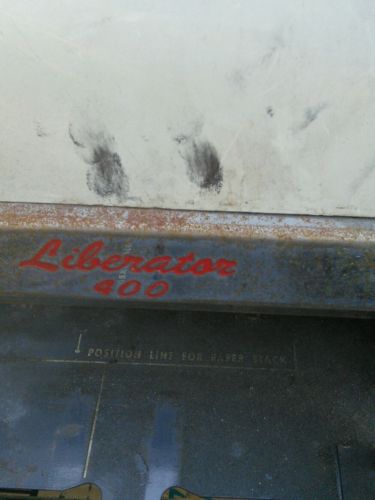 Liberator
400
POSITION LINE FOR PAPER STACK